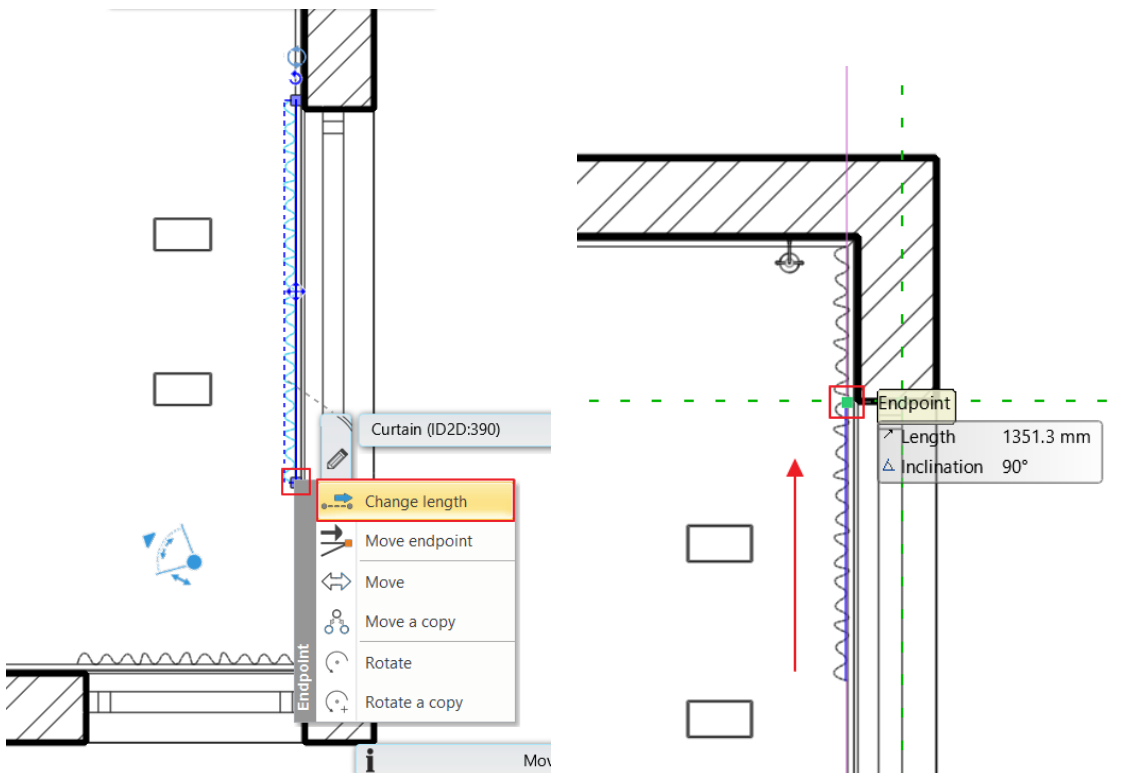 Curtain (ID2D:390)
Change length
Move endpoint
Move
Move a copy
Rotate
Rotate a copy
Endpoint
i
Endpoint
Length 1351.3 mm
Inclination 90°